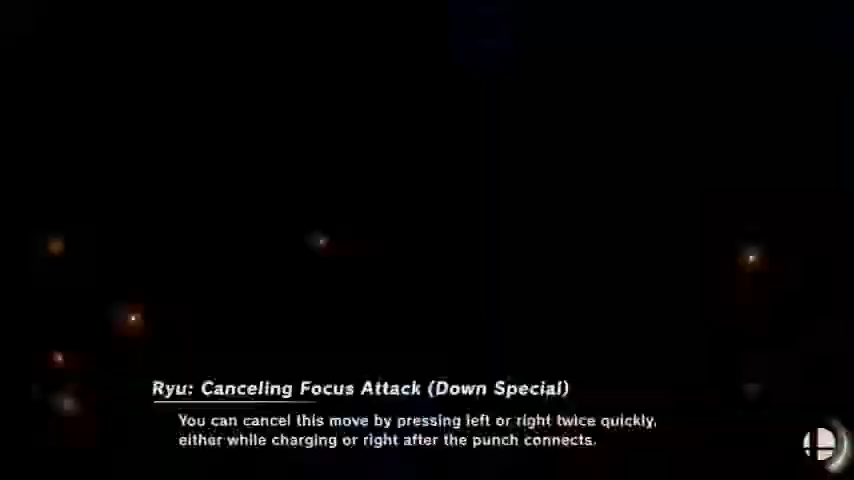 Ryu: Canceling Focus Attack (Down Special)
You can cancel this move by pressing left or right twice quickly,
either while charging or right after the punch connects.